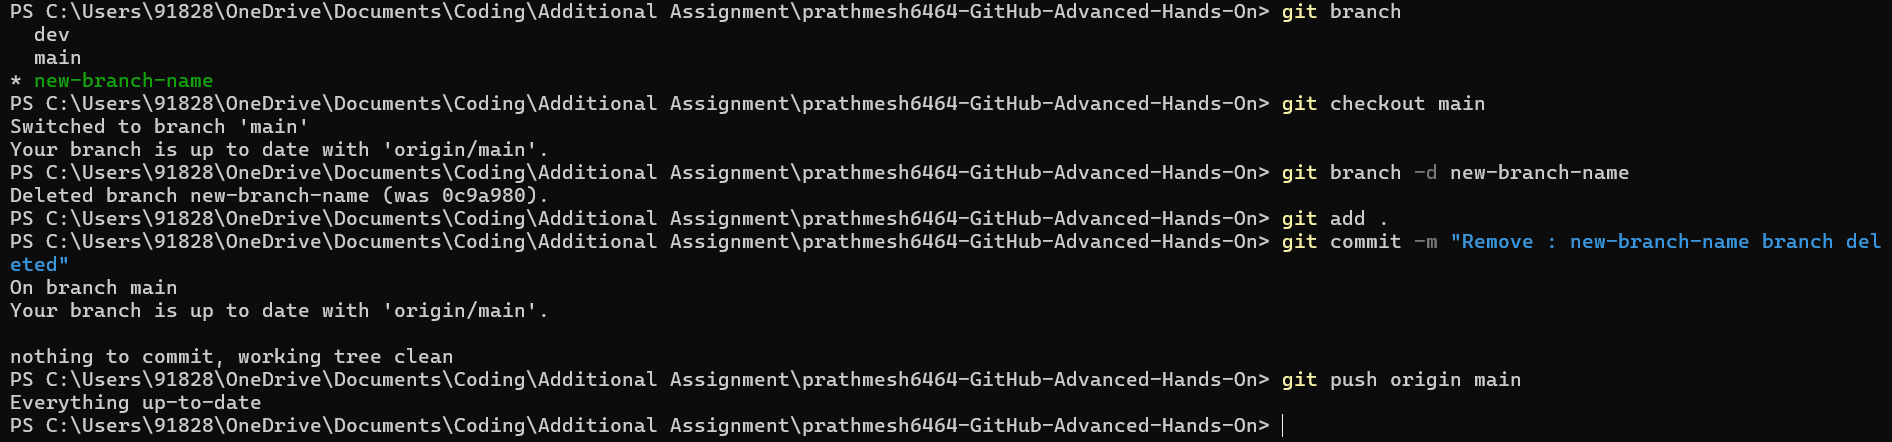 PS C:\Users\91828\OneDrive\Documents\Coding\Additional Assignment\prathmesh6464-GitHub-Advanced-Hands-On> git branch
  dev
  main
* new-branch-name
PS C:\Users\91828\OneDrive\Documents\Coding\Additional Assignment\prathmesh6464-GitHub-Advanced-Hands-On> git checkout main
Switched to branch 'main'
Your branch is up to date with 'origin/main'.
PS C:\Users\91828\OneDrive\Documents\Coding\Additional Assignment\prathmesh6464-GitHub-Advanced-Hands-On> git branch -d new-branch-name
Deleted branch new-branch-name (was 0c9a980).
PS C:\Users\91828\OneDrive\Documents\Coding\Additional Assignment\prathmesh6464-GitHub-Advanced-Hands-On> git add .
PS C:\Users\91828\OneDrive\Documents\Coding\Additional Assignment\prathmesh6464-GitHub-Advanced-Hands-On> git commit -m "Remove : new-branch-name branch del
eted"
On branch main
Your branch is up to date with 'origin/main'.

nothing to commit, working tree clean
PS C:\Users\91828\OneDrive\Documents\Coding\Additional Assignment\prathmesh6464-GitHub-Advanced-Hands-On> git push origin main
Everything up-to-date
PS C:\Users\91828\OneDrive\Documents\Coding\Additional Assignment\prathmesh6464-GitHub-Advanced-Hands-On>